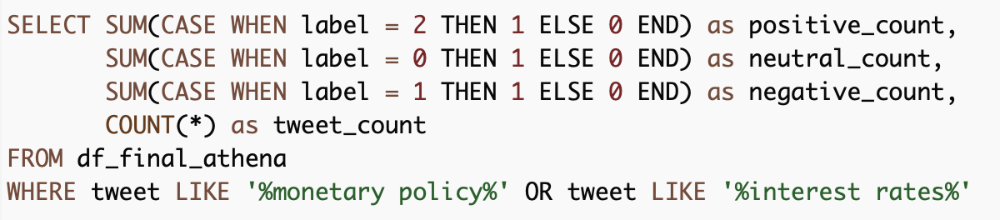 SELECT SUM(CASE WHEN label = 2 THEN 1 ELSE 0 END) as positive_count,
SUM(CASE WHEN label = 0 THEN 1 ELSE 0 END) as neutral_count,
SUM(CASE WHEN label = 1 THEN 1 ELSE 0 END) as negative_count,
COUNT(*) as tweet_count
FROM df_final_athena
WHERE tweet LIKE '%monetary policy%' OR tweet LIKE '%interest rates%'